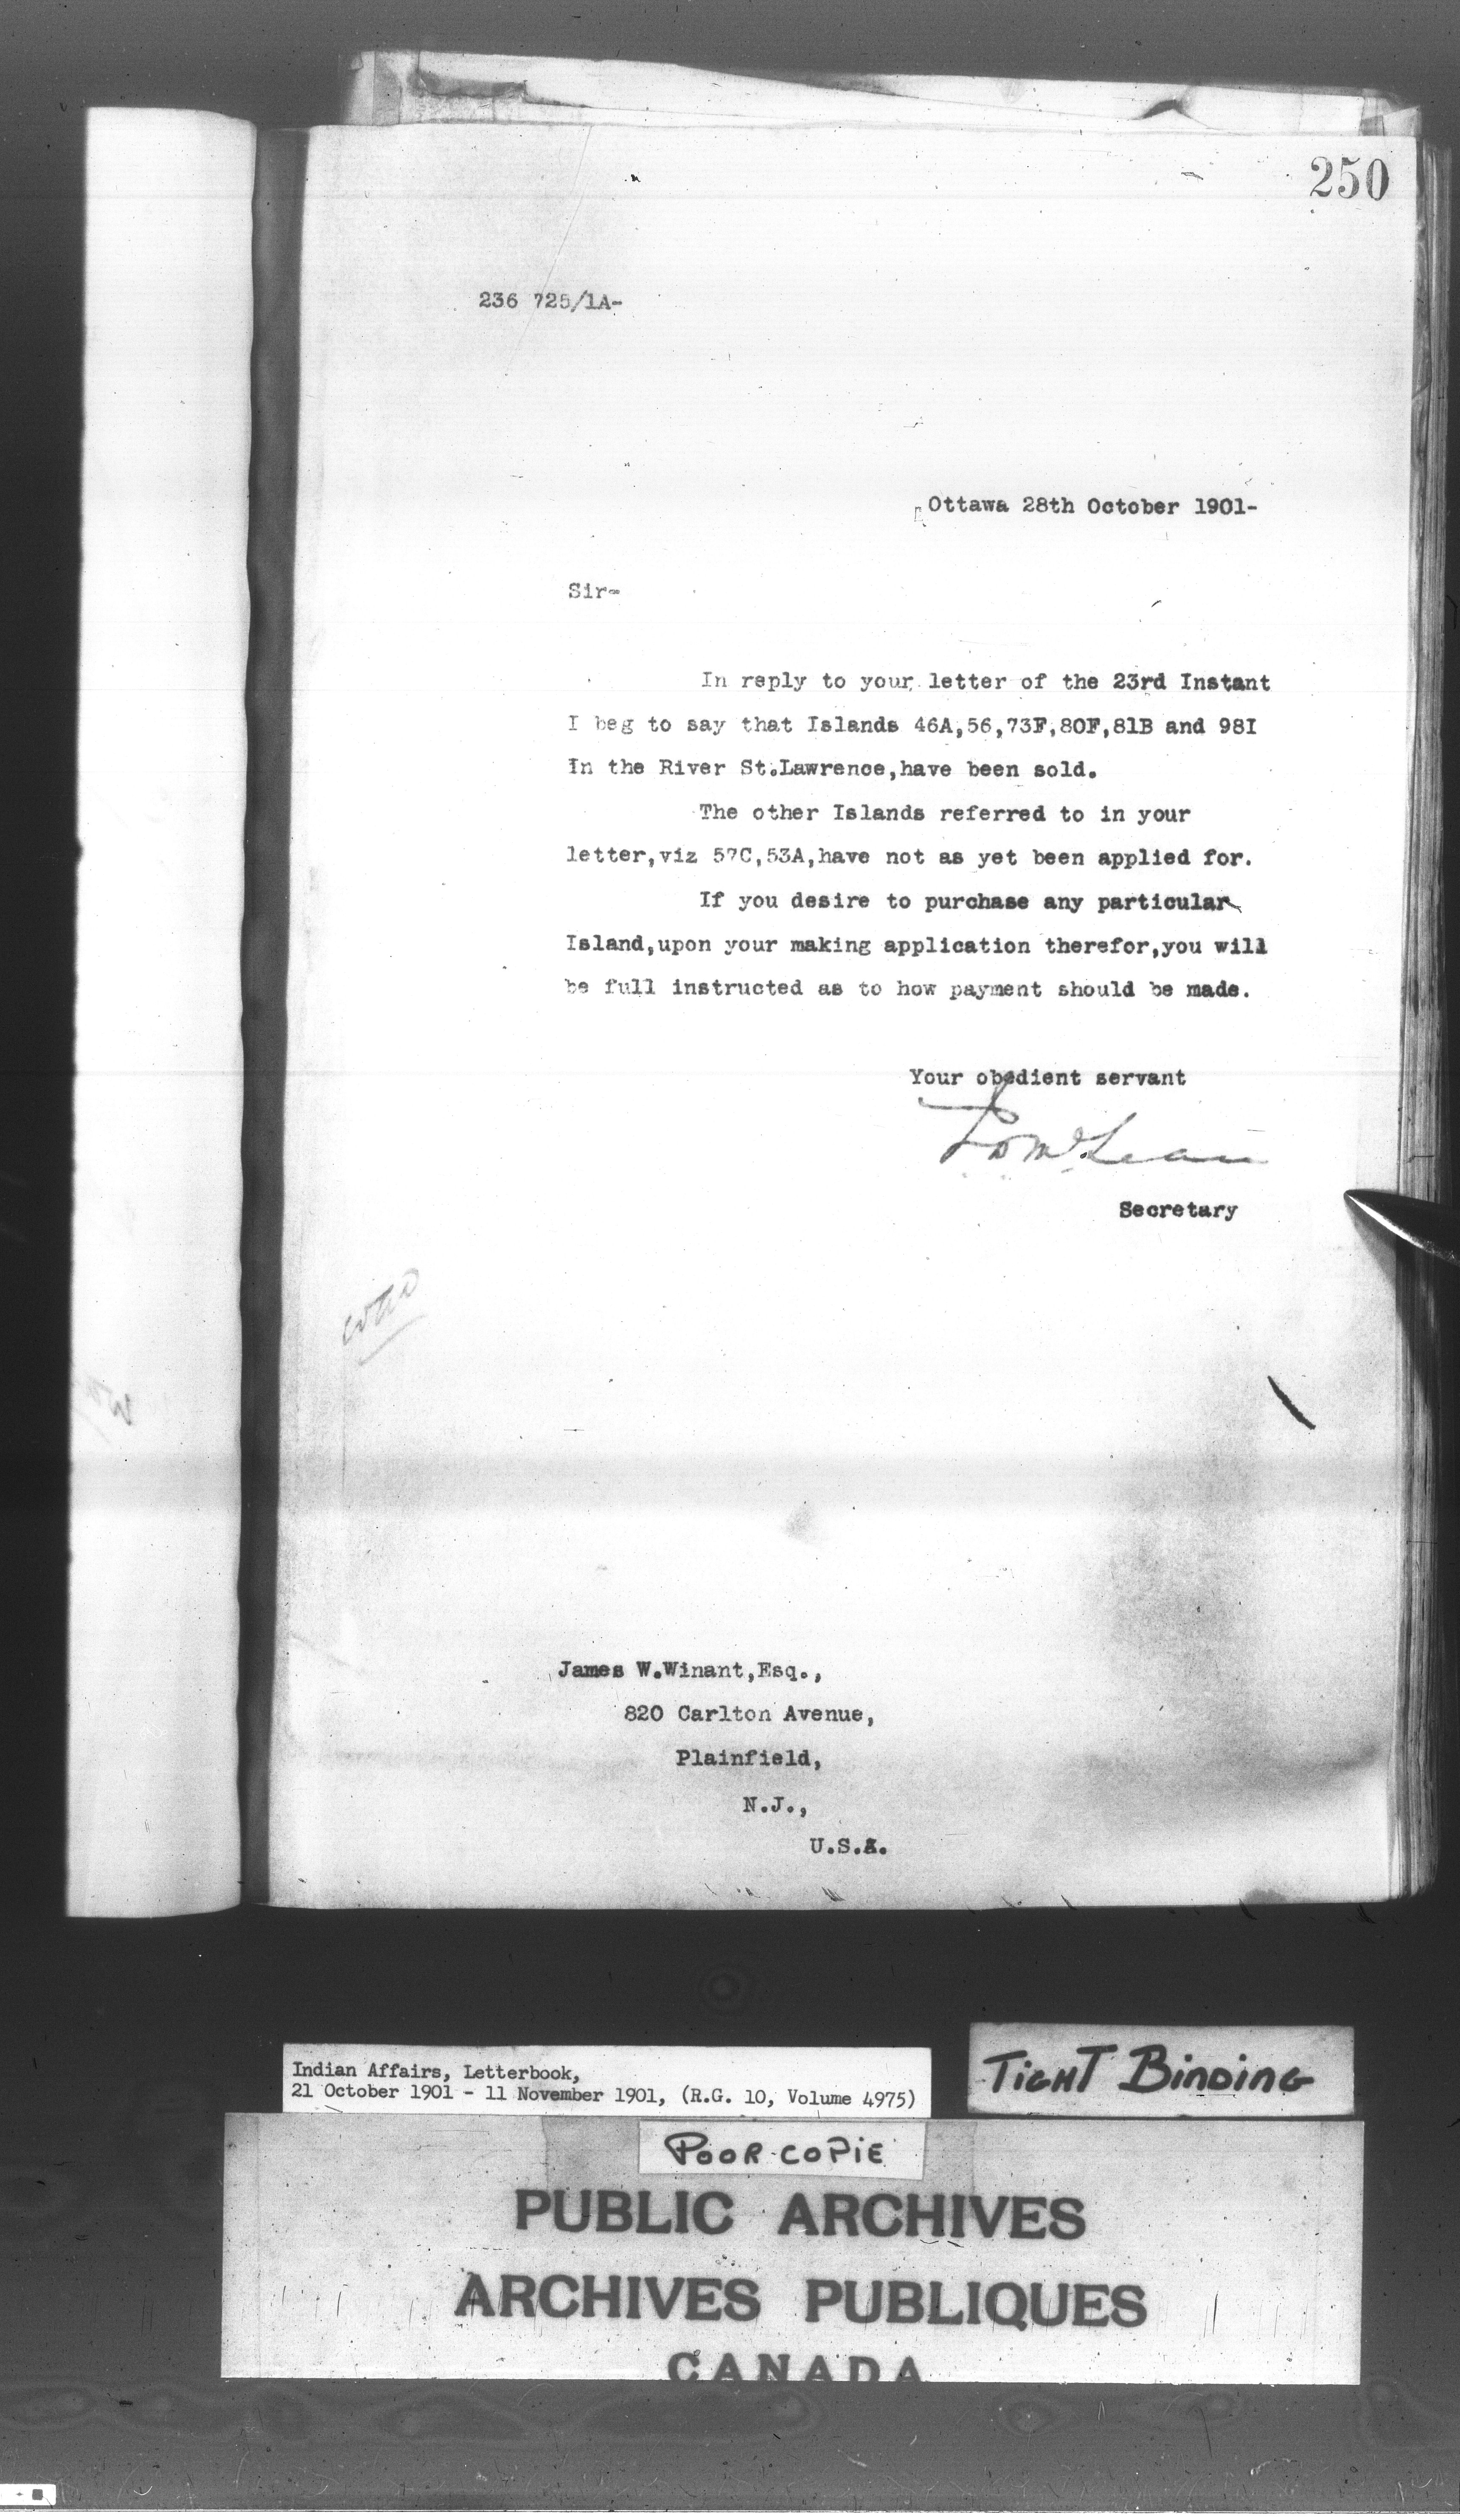 250
236 725/1A-
Ottawa 28th October 1901-
Sir-
In reply to your letter of the 23rd Instant
I beg to say that Islands 46A,56,73F,80F,81B and 98I
in the River St.Lawrence,have been sold.
The other Islands referred to in your
letter,viz 57C,53A,have not as yet been applied for.
If you desire to purchase any particular
Island,upon your making application therefor,you will
be full instructed as to how payment should be made.
Your obedient servant
McLean
Secretary
James W.Winant,Esq.,
820 Carlton Avenue,
Plainfield,
N.J.,
U.S.A.
Indian Affairs, Letterbook,
21 October 1901 - 11 November 1901, (R.G. 10, Volume 4975)
TIGHT BINDING
POOR COPIE
PUBLIC ARCHIVES
ARCHIVES PUBLIQUES
CANADA